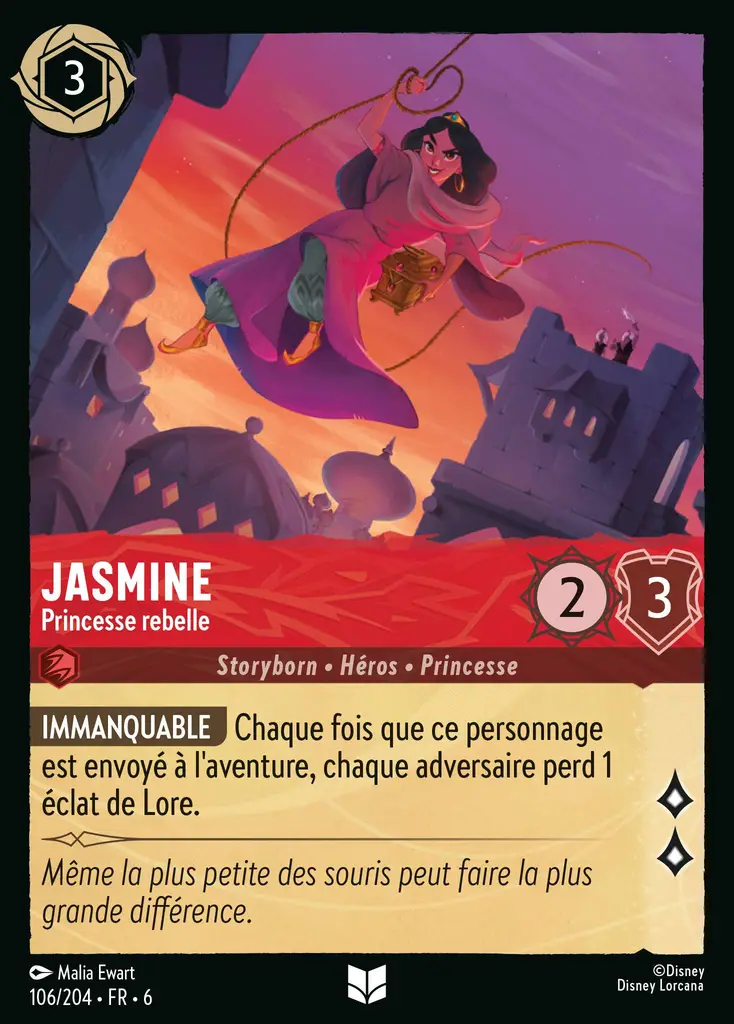 3
JASMINE
Princesse rebelle
2
3
Storyborn • Héros • Princesse
IMMANQUABLE Chaque fois que ce personnage
est envoyé à l'aventure, chaque adversaire perd 1
éclat de Lore.
Même la plus petite des souris peut faire la plus
grande différence.
Malia Ewart
106/204 • FR • 6
©Disney
Disney Lorcana